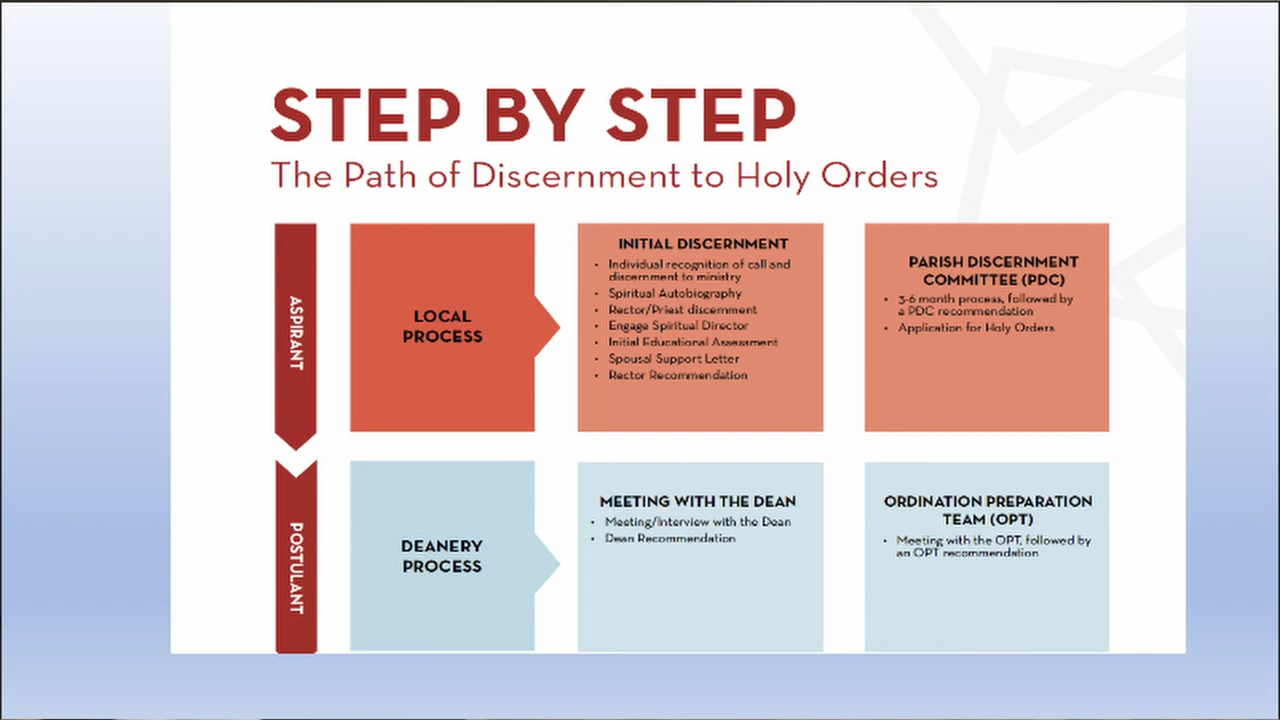 STEP BY STEP
The Path of Discernment to Holy Orders
ASPIRANT
LOCAL
PROCESS
INITIAL DISCERNMENT
• Individual recognition of call and
discernment to ministry
• Spiritual Autobiography
• Rector/Priest discernment
• Engage Spiritual Director
• Initial Educational Assessment
• Spousal Support Letter
• Rector Recommendation
PARISH DISCERNMENT
COMMITTEE (PDC)
• 3-6 month process, followed by
a PDC recommendation
• Application for Holy Orders
POSTULANT
DEANERY
PROCESS
MEETING WITH THE DEAN
• Meeting/Interview with the Dean
• Dean Recommendation
ORDINATION PREPARATION
TEAM (OPT)
• Meeting with the OPT, followed by
an OPT recommendation